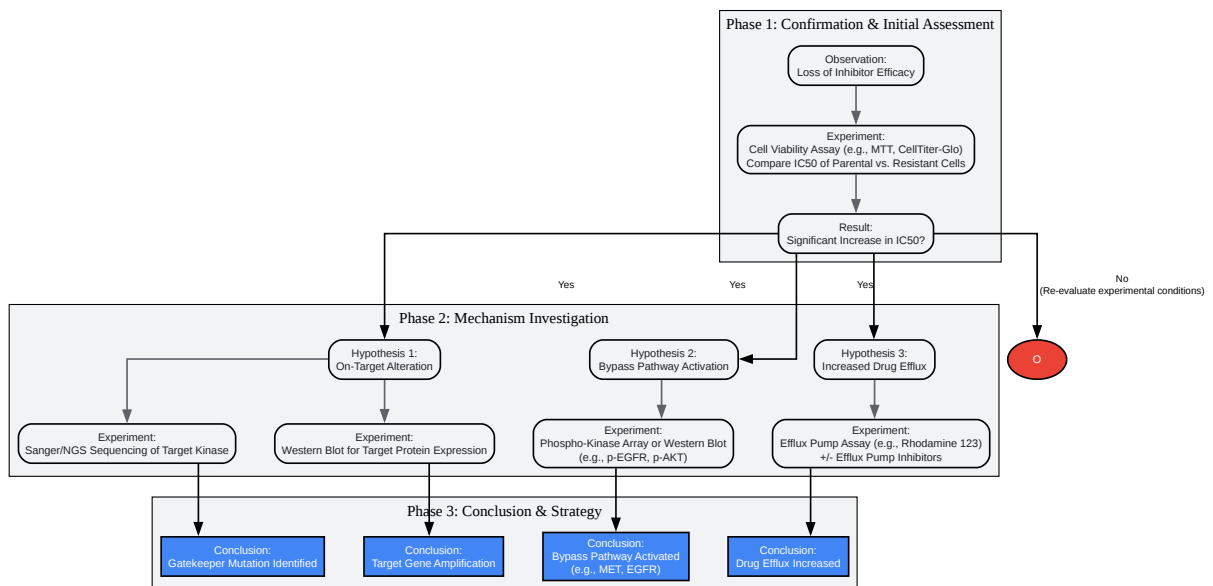 Phase 1: Confirmation & Initial Assessment
Observation:
Loss of Inhibitor Efficacy
Experiment:
Cell Viability Assay (e.g., MTT, CellTiter-Glo)
Compare IC50 of Parental vs. Resistant Cells
Result:
Significant Increase in IC50?
Yes
Yes
Yes
No
(Re-evaluate experimental conditions)
Phase 2: Mechanism Investigation
Hypothesis 1:
On-Target Alteration
Hypothesis 2:
Bypass Pathway Activation
Hypothesis 3:
Increased Drug Efflux
O
Experiment:
Sanger/NGS Sequencing of Target Kinase
Experiment:
Western Blot for Target Protein Expression
Experiment:
Phospho-Kinase Array or Western Blot
(e.g., p-EGFR, p-AKT)
Experiment:
Efflux Pump Assay (e.g., Rhodamine 123)
+/- Efflux Pump Inhibitors
Phase 3: Conclusion & Strategy
Conclusion:
Gatekeeper Mutation Identified
Conclusion:
Target Gene Amplification
Conclusion:
Bypass Pathway Activated
(e.g., MET, EGFR)
Conclusion:
Drug Efflux Increased